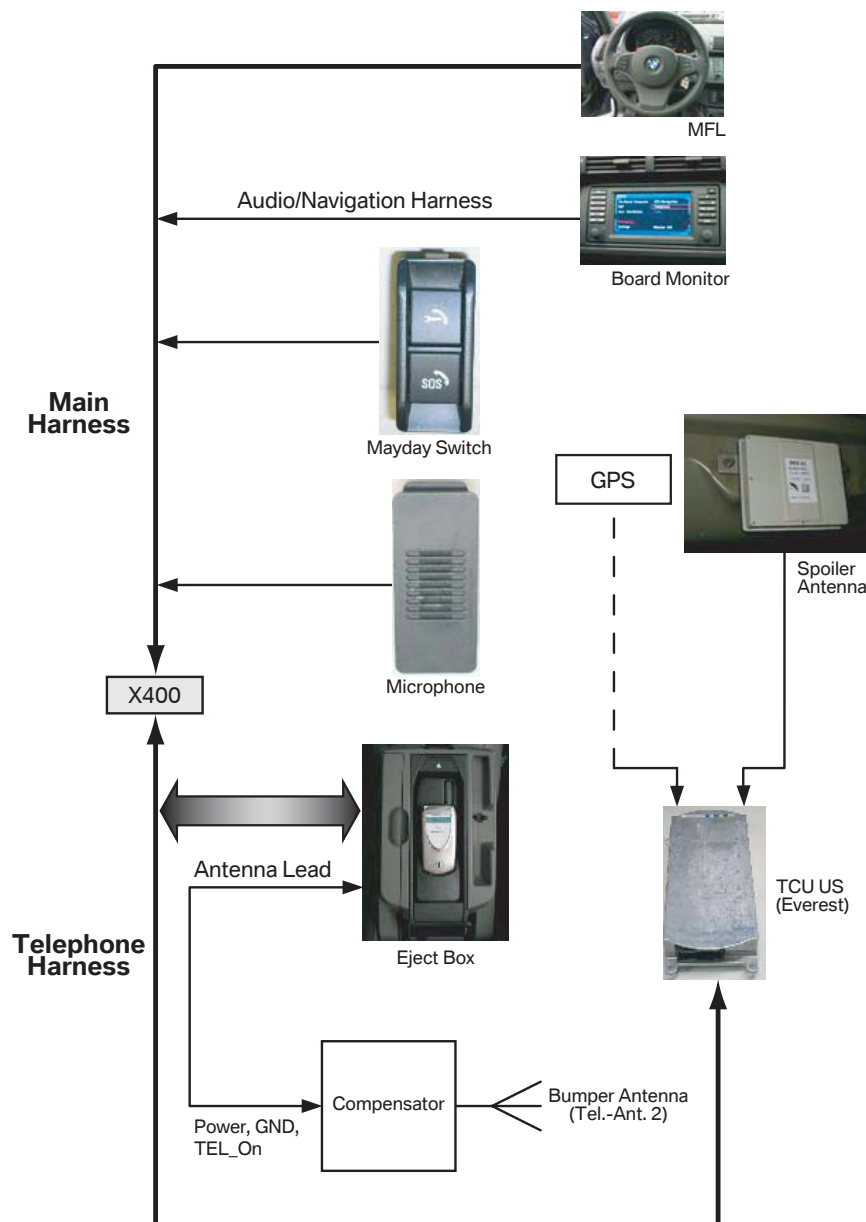 MFL
Audio/Navigation Harness
Board Monitor
SOS
Main
Harness
Mayday Switch
GPS
Spoiler
Antenna
Microphone
X400
Antenna Lead
TCU US
(Everest)
Telephone
Harness
Eject Box
Compensator
Bumper Antenna
(Tel.-Ant. 2)
Power, GND,
TEL_On